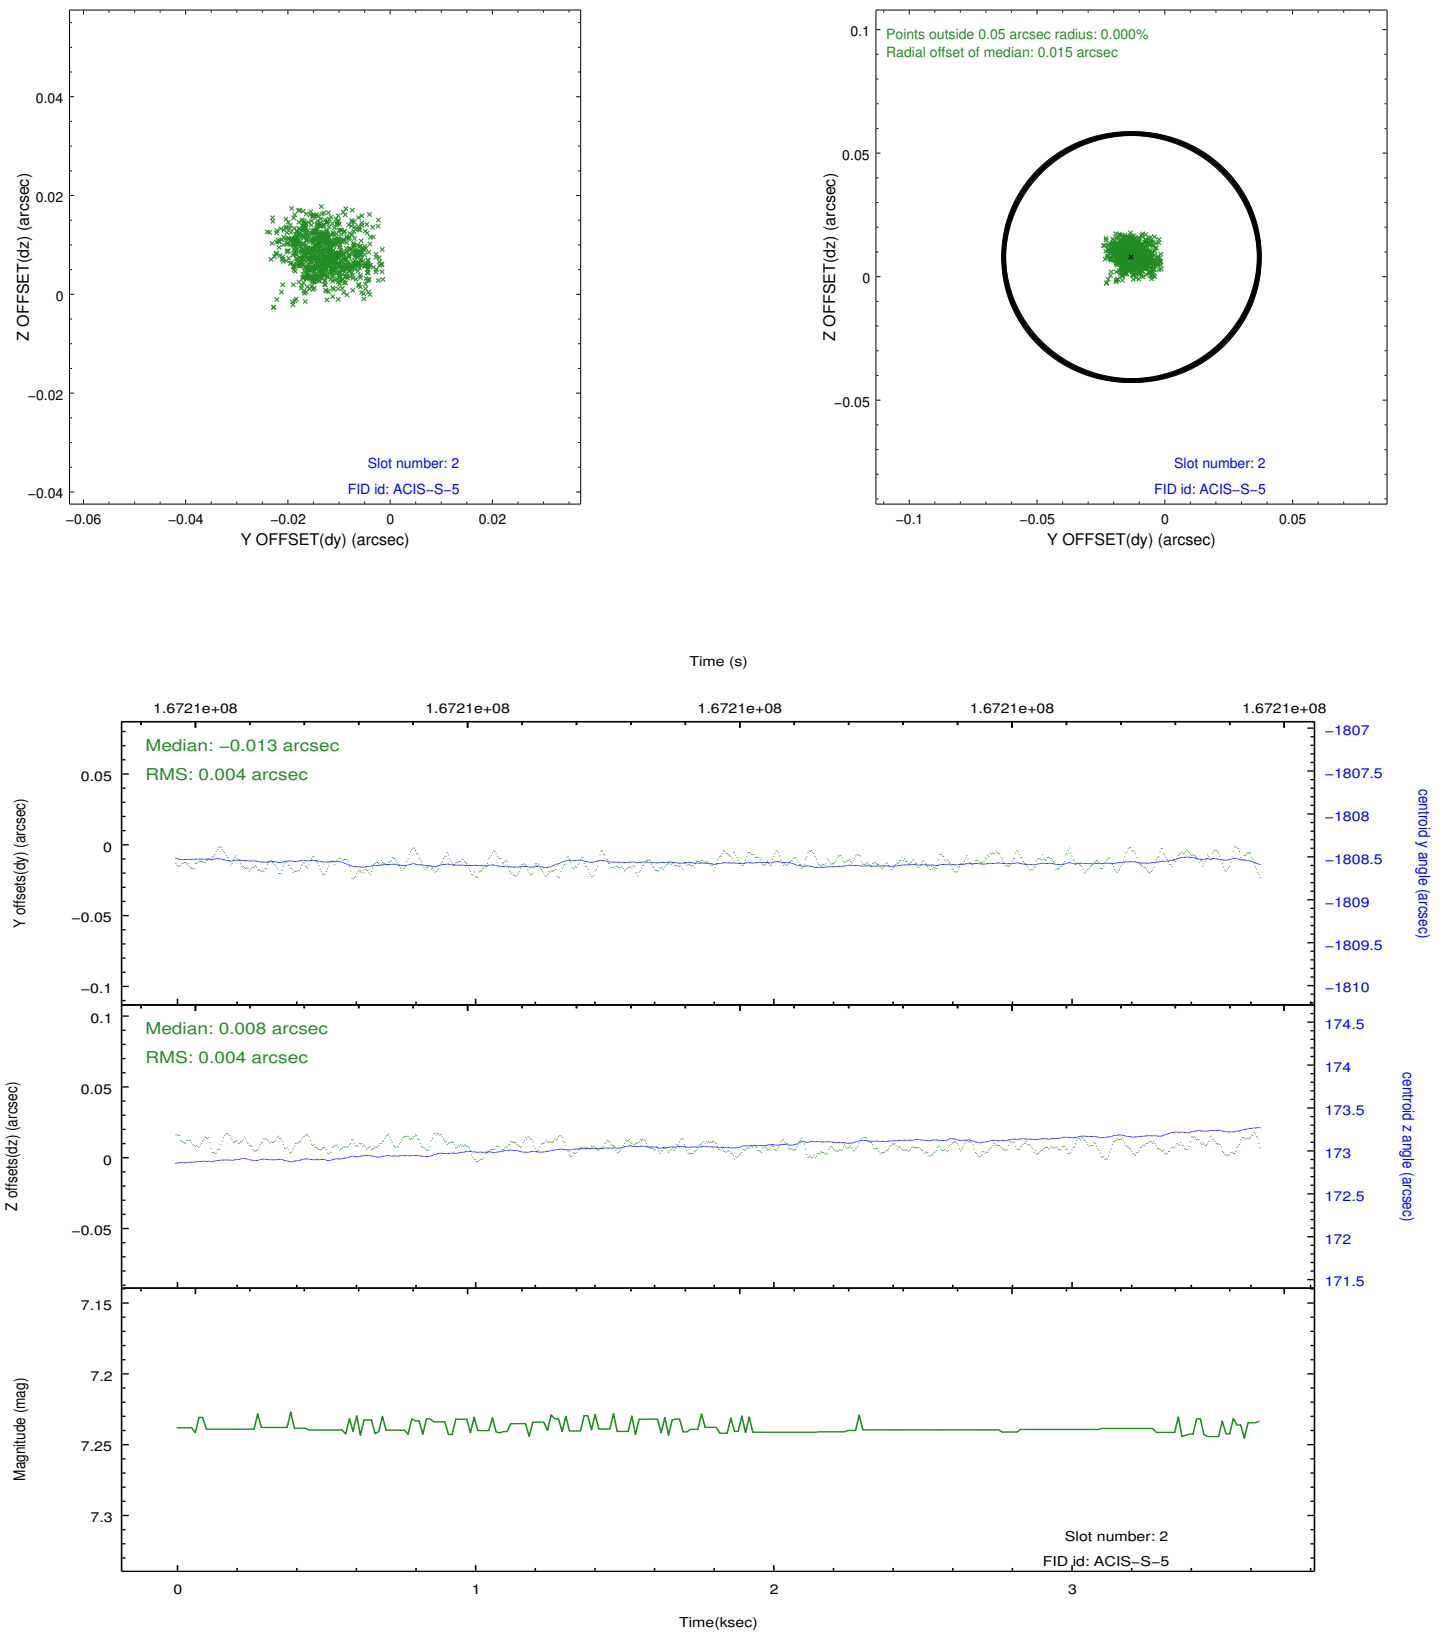 0.04
0.02
0
−0.02
−0.04
Z OFFSET(dz) (arcsec)
Slot number: 2
FID id: ACIS−S−5
−0.06
−0.04
−0.02
0
0.02
Y OFFSET(dy) (arcsec)
Points outside 0.05 arcsec radius: 0.000%
Radial offset of median: 0.015 arcsec
0.1
0.05
0
−0.05
Z OFFSET(dz) (arcsec)
Slot number: 2
FID id: ACIS−S−5
−0.1
−0.05
0
0.05
Y OFFSET(dy) (arcsec)
Time (s)
1.6721e+08
1.6721e+08
1.6721e+08
1.6721e+08
1.6721e+08
Median: −0.013 arcsec
RMS: 0.004 arcsec
0.05
0
−0.05
−0.1
Y offsets(dy) (arcsec)
−1807
−1807.5
−1808
−1808.5
−1809
−1809.5
−1810
centroid y angle (arcsec)
Median: 0.008 arcsec
RMS: 0.004 arcsec
0.1
0.05
0
−0.05
Z offsets(dz) (arcsec)
174.5
174
173.5
173
172.5
172
171.5
centroid z angle (arcsec)
7.15
7.2
7.25
7.3
Magnitude (mag)
Slot number: 2
FID id: ACIS−S−5
0
1
2
3
Time(ksec)